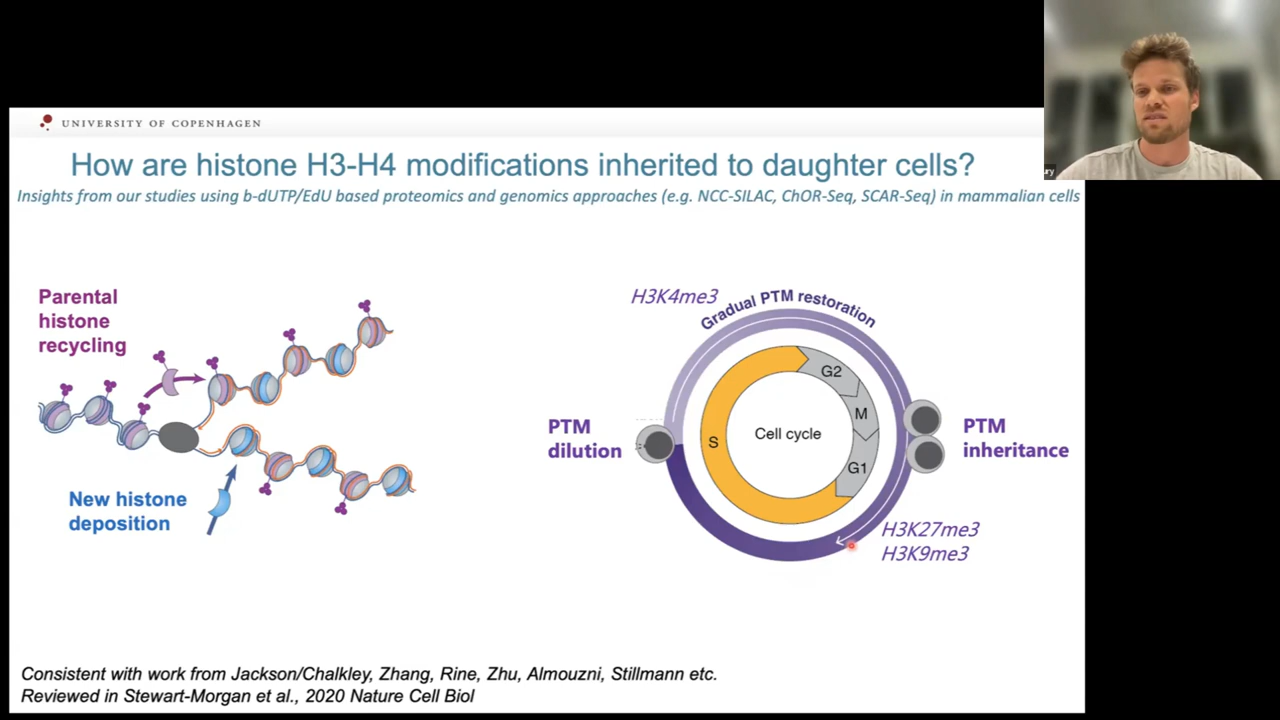 UNIVERSITY OF COPENHAGEN
ury
How are histone H3-H4 modifications inherited to daughter cells?
Insights from our studies using b-dUTP/EdU based proteomics and genomics approaches (e.g. NCC-SILAC, ChOR-Seq, SCAR-Seq) in mammalian cells
Parental
histone
recycling
New histone
deposition
H3K4me3
Gradual PTM restoration
G2
M
G1
S
Cell cycle
PTM
dilution
PTM
inheritance
H3K27me3
H3K9me3
Consistent with work from Jackson/Chalkley, Zhang, Rine, Zhu, Almouzni, Stillmann etc.
Reviewed in Stewart-Morgan et al., 2020 Nature Cell Biol